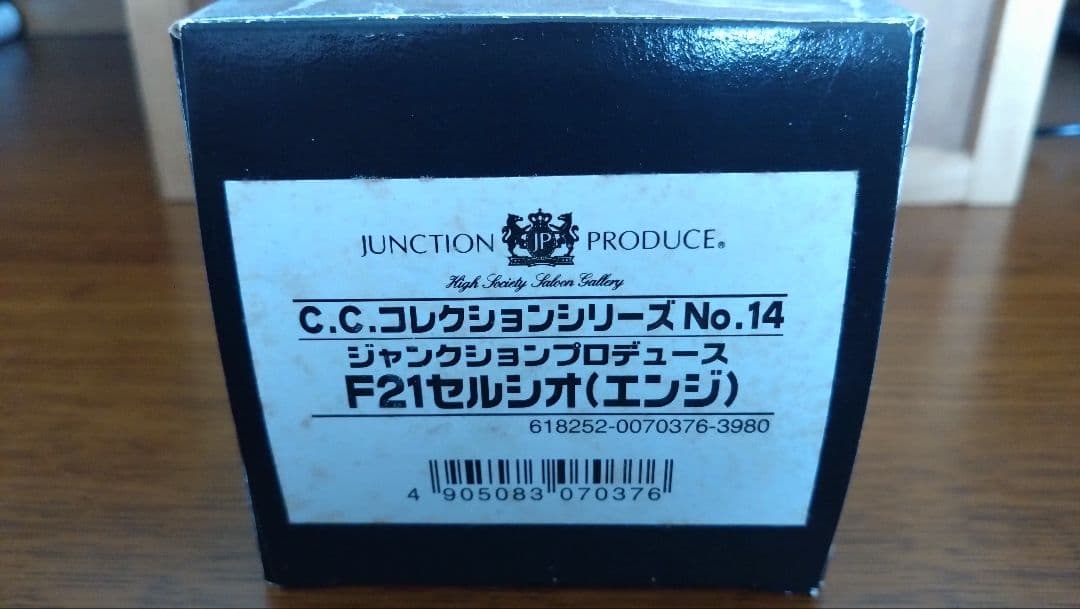 JUNCTION JP PRODUCE®
High Society Saloon Gallery
C.C.コレクションシリーズ No.14
ジャンクションプロデュース
F21セルシオ(エンジ)
618252-0070376-3980
4 905083 070376